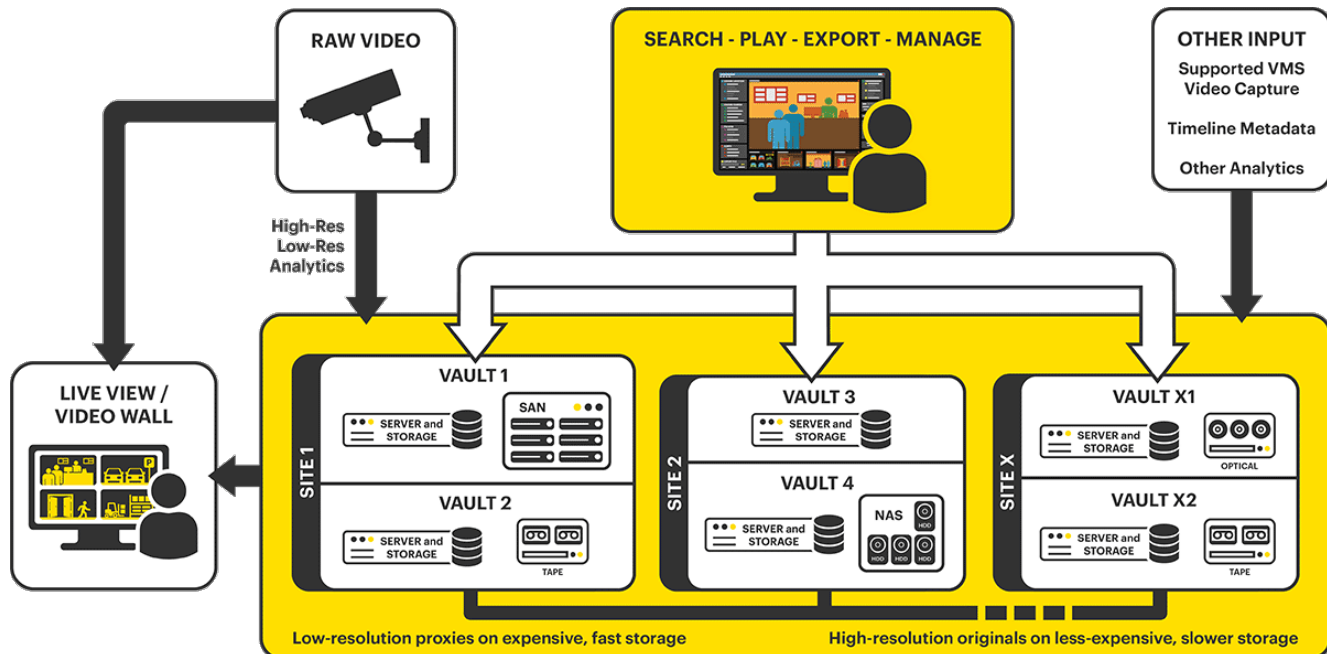 RAW VIDEO
SEARCH - PLAY - EXPORT - MANAGE
OTHER INPUT
Supported VMS
Video Capture
Timeline Metadata
Other Analytics
High-Res
Low-Res
Analytics
LIVE VIEW /
VIDEO WALL
P
SITE 1
VAULT 1
SERVER and
STORAGE
SAN
VAULT 2
SERVER and
STORAGE
TAPE
SITE 2
VAULT 3
SERVER and
STORAGE
VAULT 4
SERVER and
STORAGE
NAS
HDD
HDD
HDD
HDD
SITE X
VAULT X1
SERVER and
STORAGE
OPTICAL
VAULT X2
SERVER and
STORAGE
TAPE
Low-resolution proxies on expensive, fast storage
High-resolution originals on less-expensive, slower storage